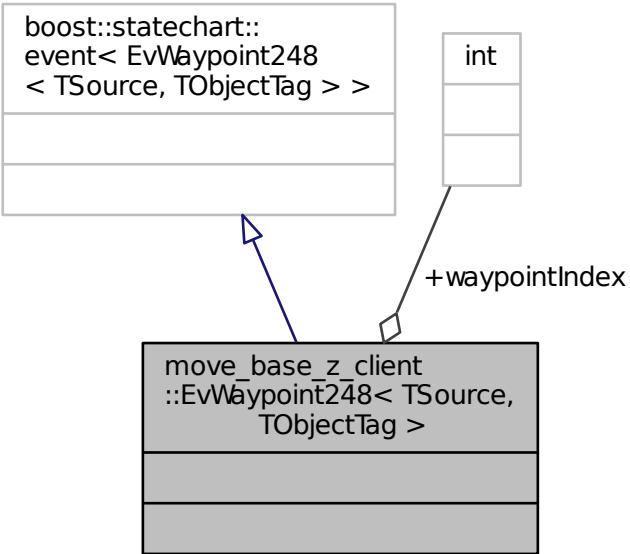 boost::statechart::
event< EvWaypoint248
< TSource, TObjectTag > >
int
+waypointIndex
move_base_z_client
::EvWaypoint248< TSource,
TObjectTag >